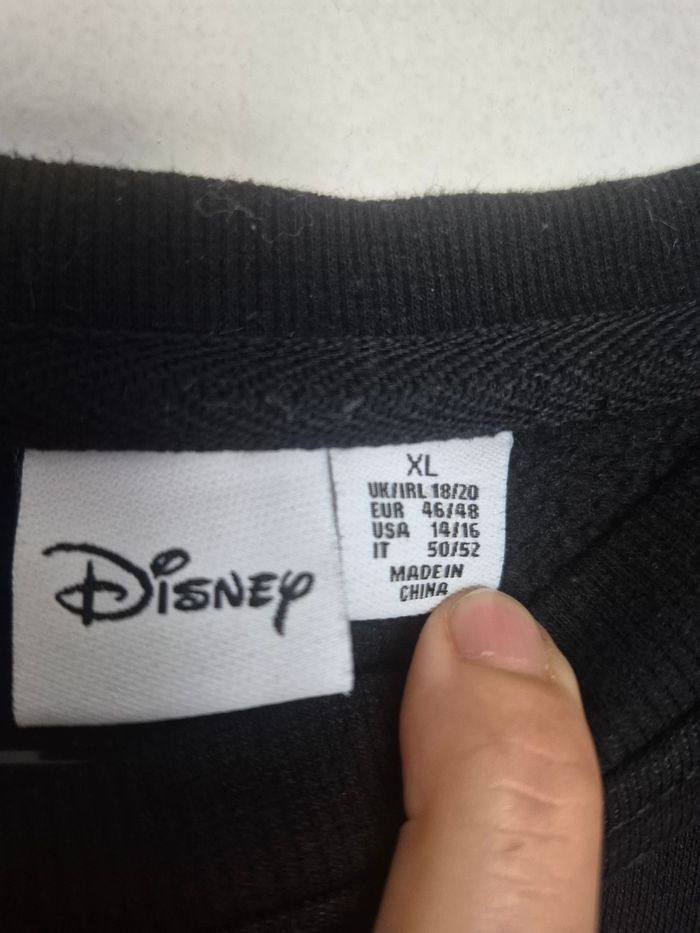 Disney
XL
UK/IRL 18/20
EUR 46/48
USA 14/16
IT 50/52
MADE IN
CHINA